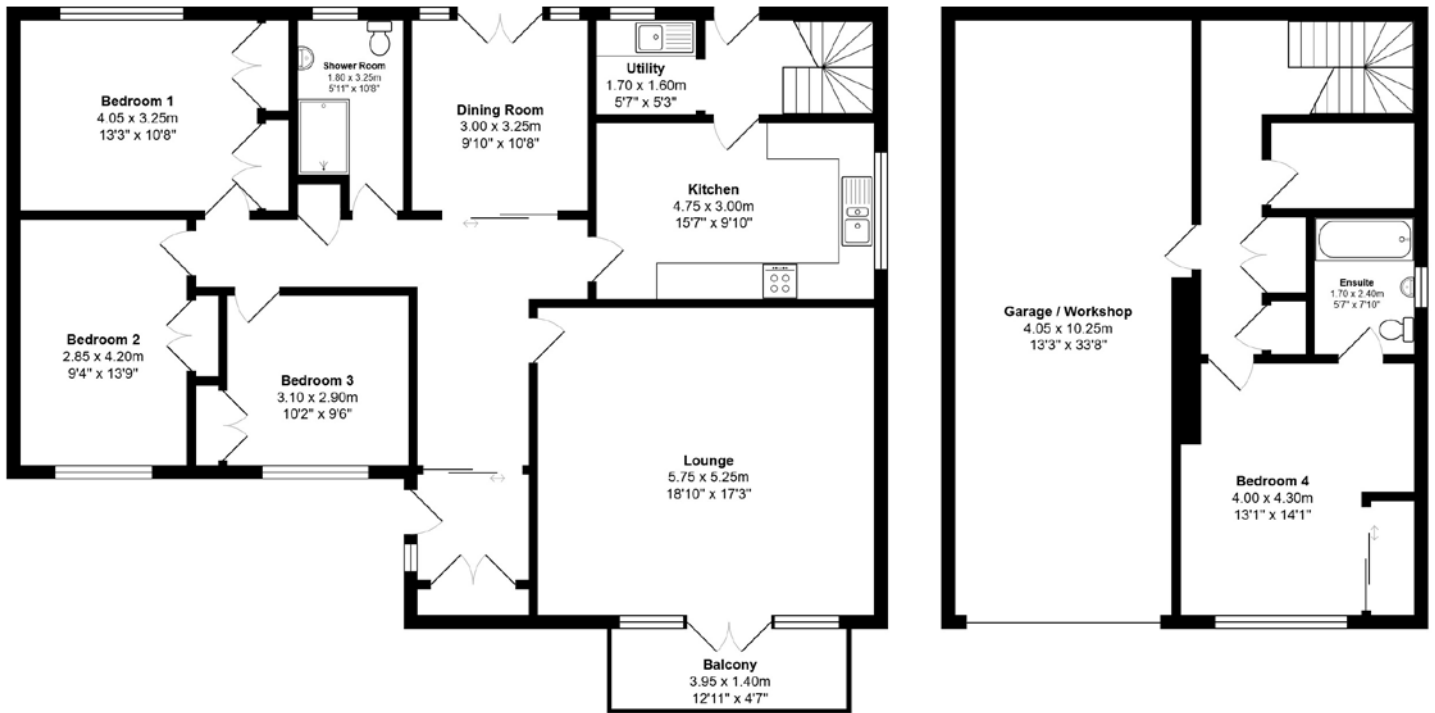 Bedroom 1
4.05 x 3.25m
13'3" x 10'8"
Shower Room
1.80 x 3.25m
5'11" x 10'8"
Dining Room
3.00 x 3.25m
9'10" x 10'8"
Utility
1.70 x 1.60m
5'7" x 5'3"
Kitchen
4.75 x 3.00m
15'7" x 9'10"
Bedroom 2
2.85 x 4.20m
9'4" x 13'9"
Bedroom 3
3.10 x 2.90m
10'2" x 9'6"
Lounge
5.75 x 5.25m
18'10" x 17'3"
Balcony
3.95 x 1.40m
12'11" x 4'7"
Garage / Workshop
4.05 x 10.25m
13'3" x 33'8"
Ensuite
1.70 x 2.40m
5'7" x 7'10"
Bedroom 4
4.00 x 4.30m
13'1" x 14'1"